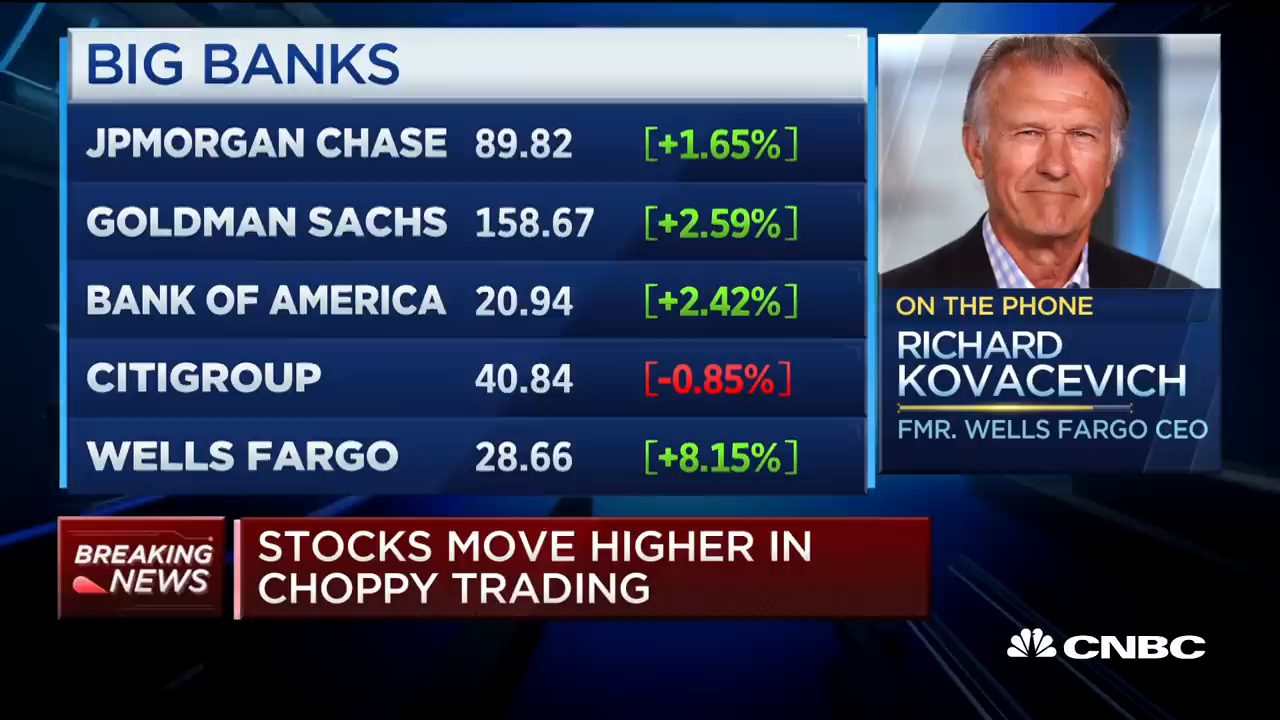 BIG BANKS
JPMORGAN CHASE 89.82 [+1.65%]
GOLDMAN SACHS 158.67 [+2.59%]
BANK OF AMERICA 20.94 [+2.42%]
CITIGROUP 40.84 [-0.85%]
WELLS FARGO 28.66 [+8.15%]
ON THE PHONE
RICHARD
KOVACEVICH
FMR. WELLS FARGO CEO
BREAKING
NEWS
STOCKS MOVE HIGHER IN
CHOPPY TRADING
CNBC